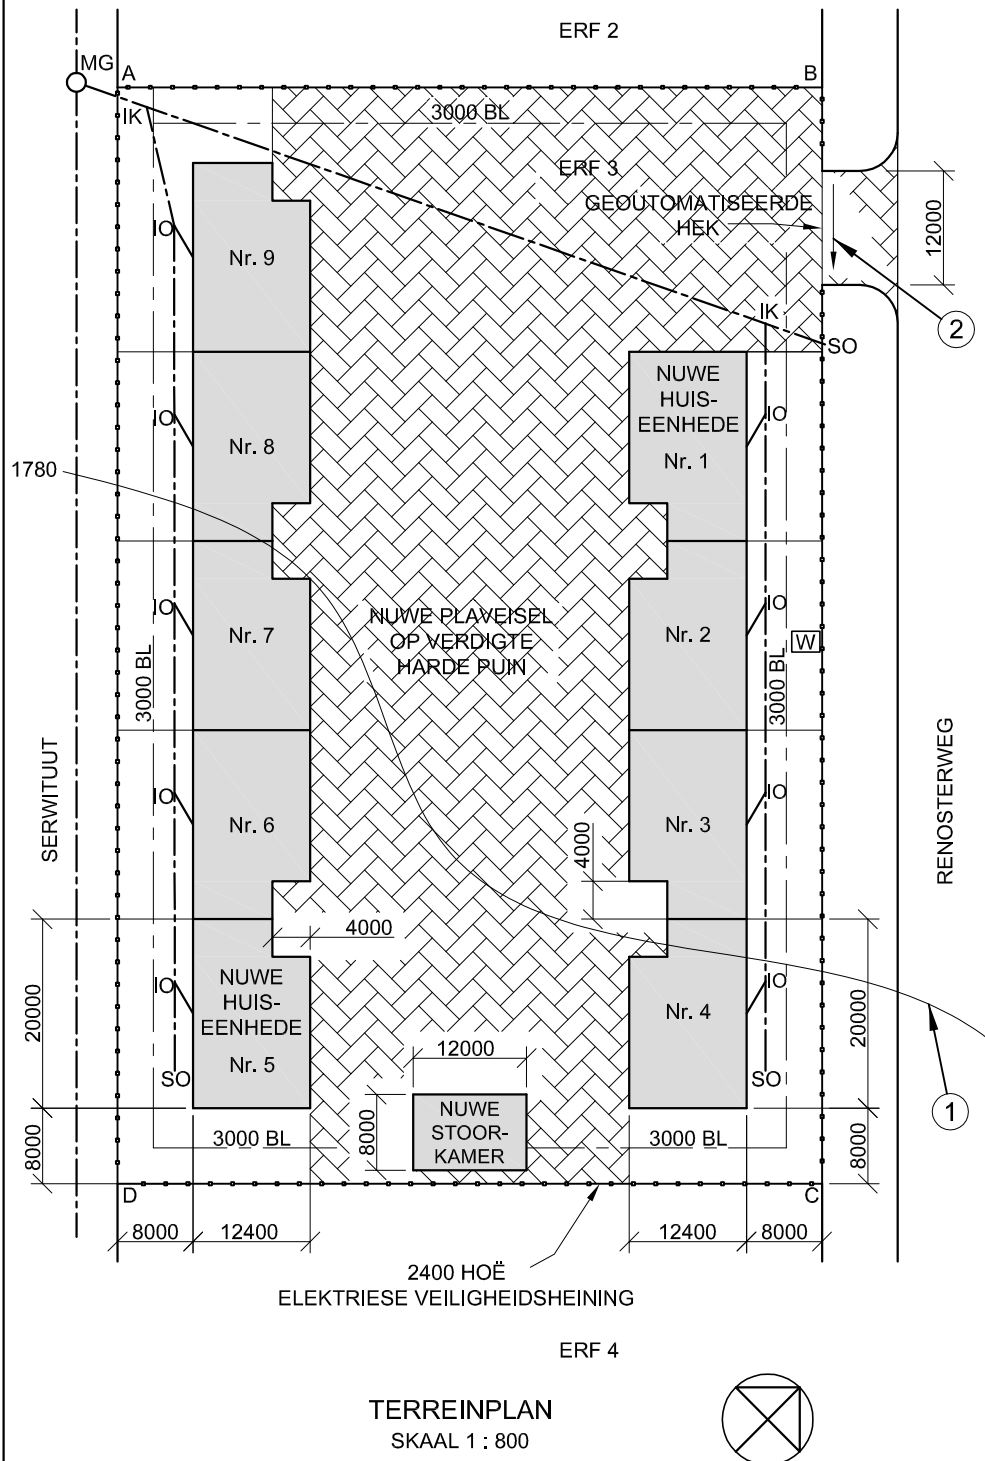 ERF 2
MG
A
B
IK
3000 BL
ERF 3
GEOUTOMATISEERDE
HEK
12000
IO
Nr. 9
2
IK
SO
NUWE
HUIS-
EENHEDE
Nr. 1
IO
IO
Nr. 8
1780
IO
Nr. 7
NUWE PLAVEISEL
OP VERDIGTE
HARDE PUIN
Nr. 2
IO
W
3000 BL
3000 BL
SERWITUUT
RENOSTERWEG
IO
Nr. 6
4000
Nr. 3
IO
4000
20000
IO
NUWE
HUIS-
EENHEDE
Nr. 5
SO
Nr. 4
IO
SO
20000
1
12000
8000
NUWE
STOOR-
KAMER
3000 BL
3000 BL
8000
8000
D
C
8000
12400
12400
8000
2400 HOË
ELEKTRIESE VEILIGHEIDSHEINING
ERF 4
TERREINPLAN
SKAAL 1 : 800